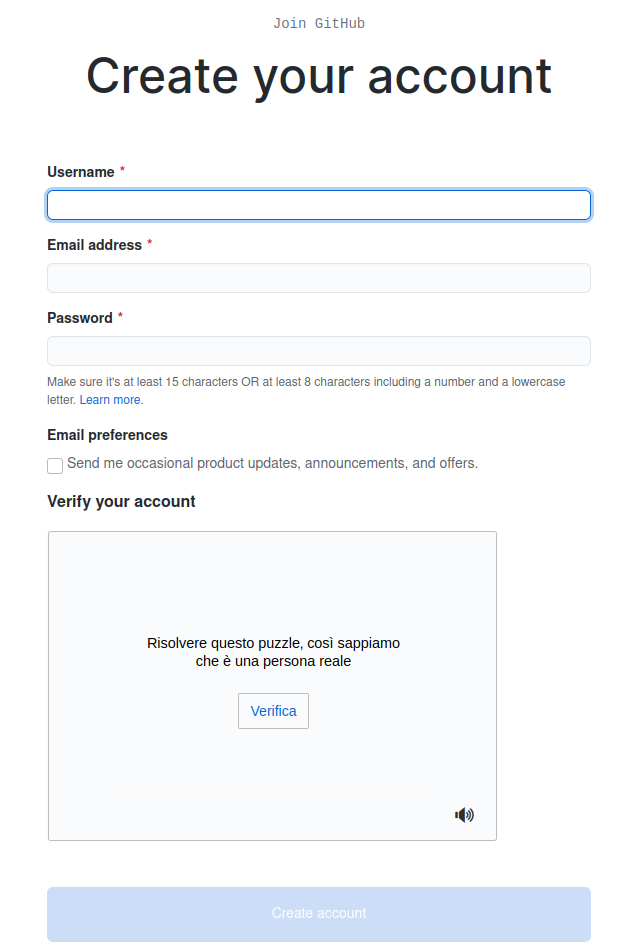 Join GitHub
Create your account
Username *
Email address *
Password *
Make sure it's at least 15 characters OR at least 8 characters including a number and a lowercase
letter. Learn more.
Email preferences
Send me occasional product updates, announcements, and offers.
Verify your account
Risolvere questo puzzle, così sappiamo
che è una persona reale
Verifica
Create account